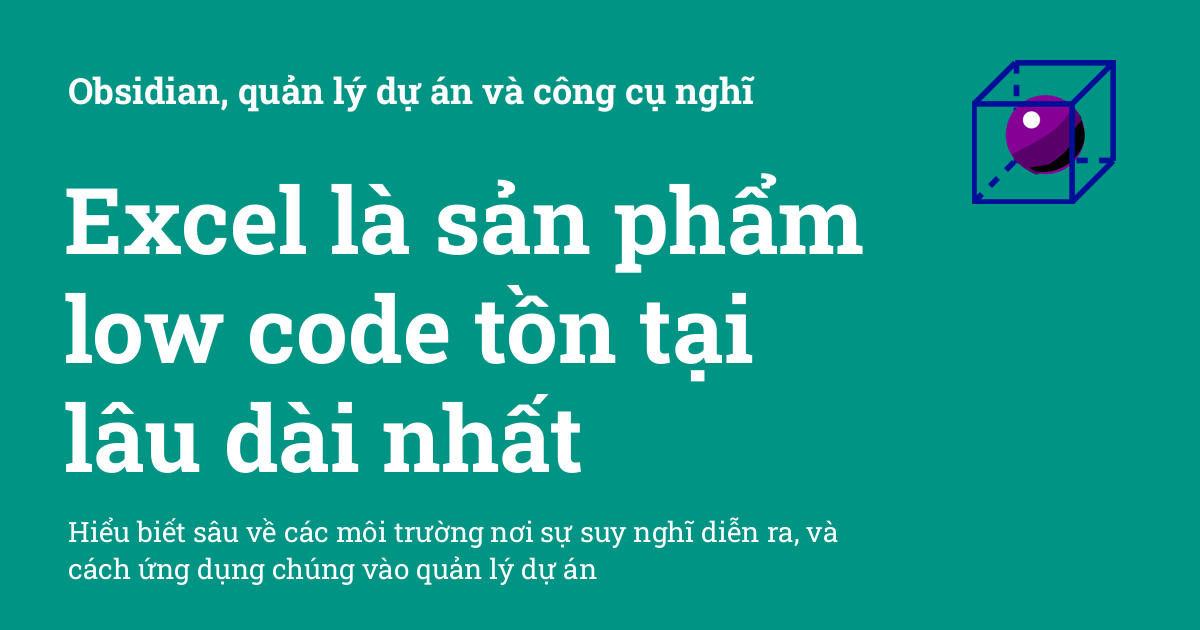 Obsidian, quản lý dự án và công cụ nghĩ
Excel là sản phẩm
low code tồn tại
lâu dài nhất
Hiểu biết sâu về các môi trường nơi sự suy nghĩ diễn ra, và
cách ứng dụng chúng vào quản lý dự án